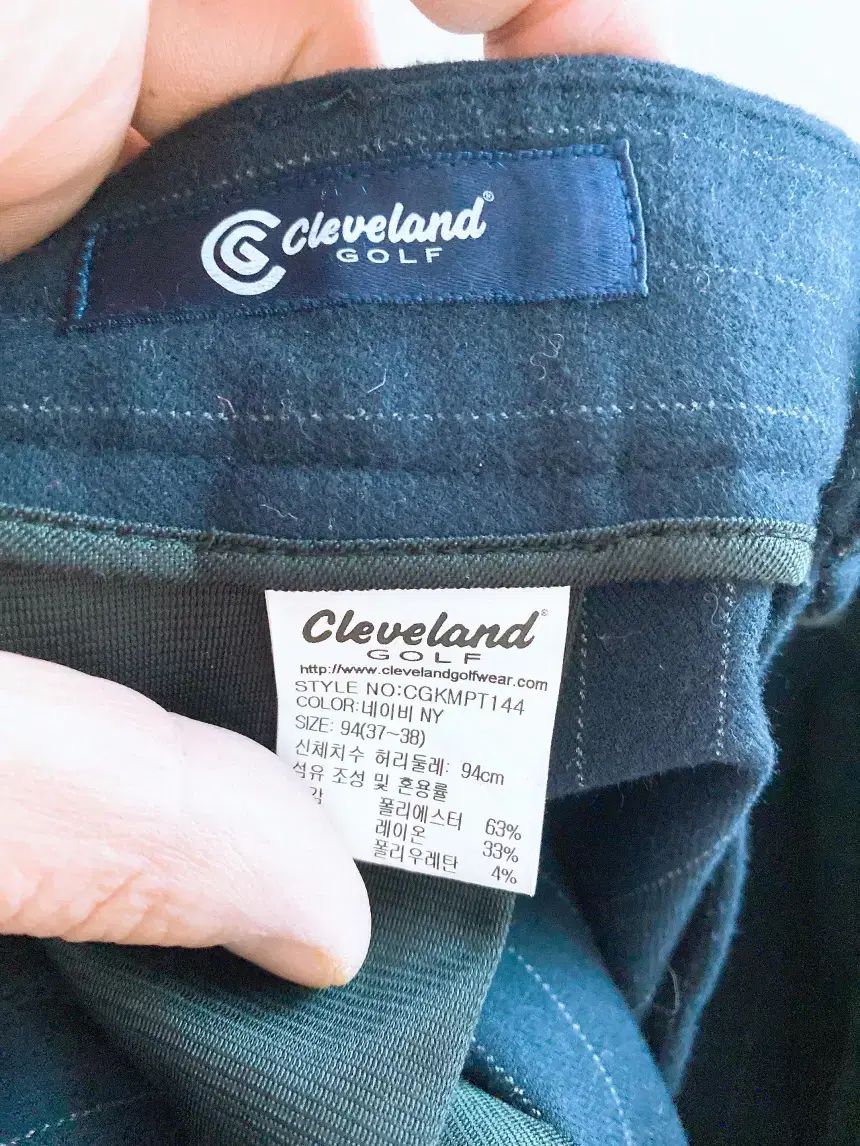 Cleveland®
GOLF
Cleveland®
GOLF
http://www.clevelandgolfwear.com
STYLE NO:CGKMPT144
COLOR:네이비 NY
SIZE: 94(37~38)
신체치수 허리둘레: 94cm
섬유 조성 및 혼용률
감 폴리에스터 63%
레이온 33%
폴리우레탄 4%